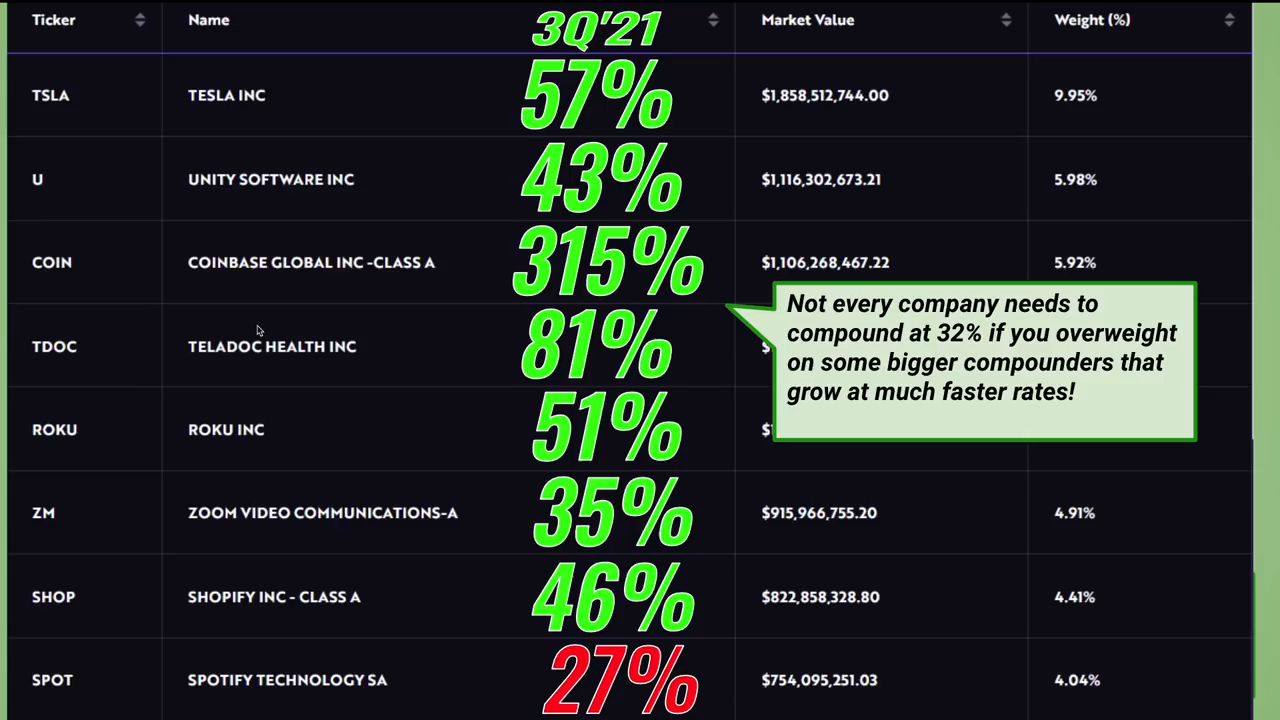 Ticker Name 3Q'21 Market Value Weight (%)
TSLA TESLA INC 57% $1,858,512,744.00 9.95%
U UNITY SOFTWARE INC 43% $1,116,302,673.21 5.98%
COIN COINBASE GLOBAL INC -CLASS A 315% $1,106,268,467.22 5.92%
Not every company needs to
compound at 32% if you overweight
on some bigger compounders that
grow at much faster rates!
TDOC TELADOC HEALTH INC 81% $
ROKU ROKU INC 51% $
ZM ZOOM VIDEO COMMUNICATIONS-A 35% $915,966,755.20 4.91%
SHOP SHOPIFY INC - CLASS A 46% $822,858,328.80 4.41%
SPOT SPOTIFY TECHNOLOGY SA 27% $754,095,251.03 4.04%